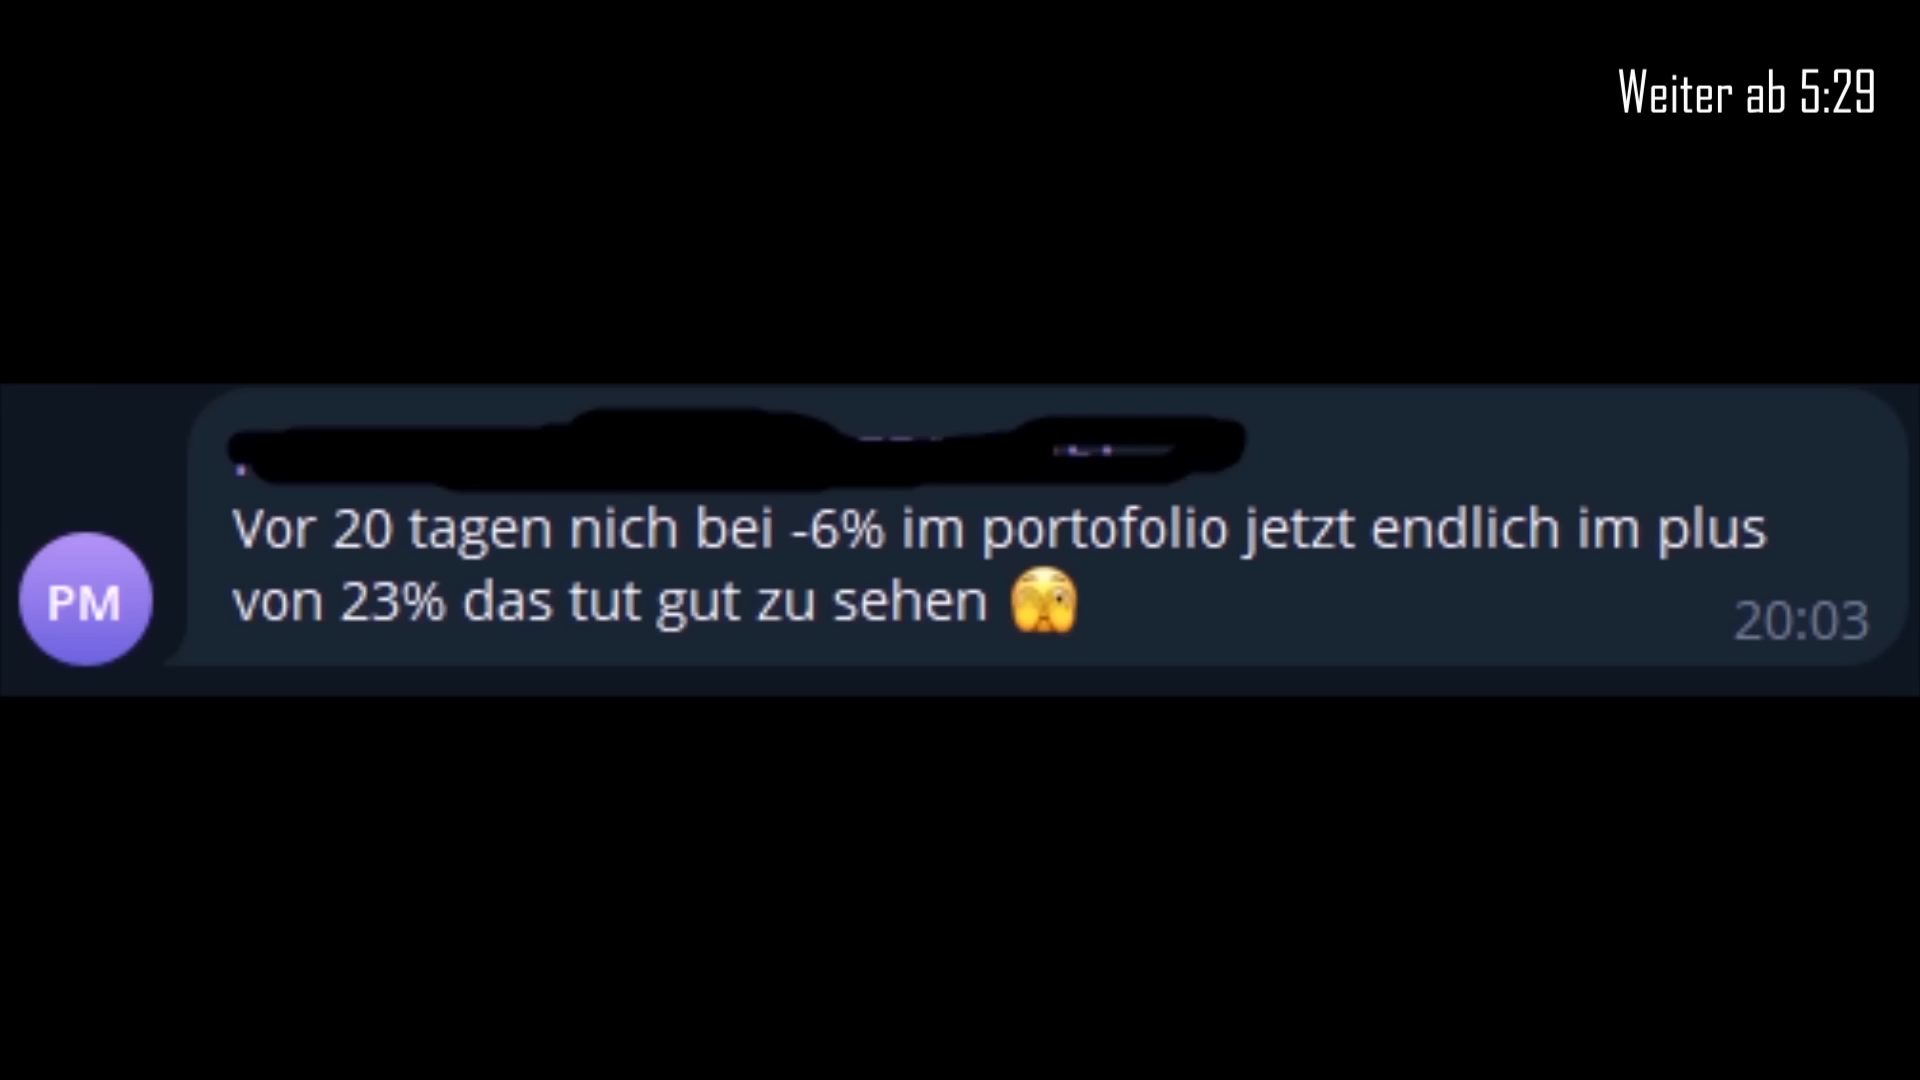 Weiter ab 5:29
Vor 20 tagen nich bei -6% im portofolio jetzt endlich im plus
von 23% das tut gut zu sehen 🫣
20:03
PM